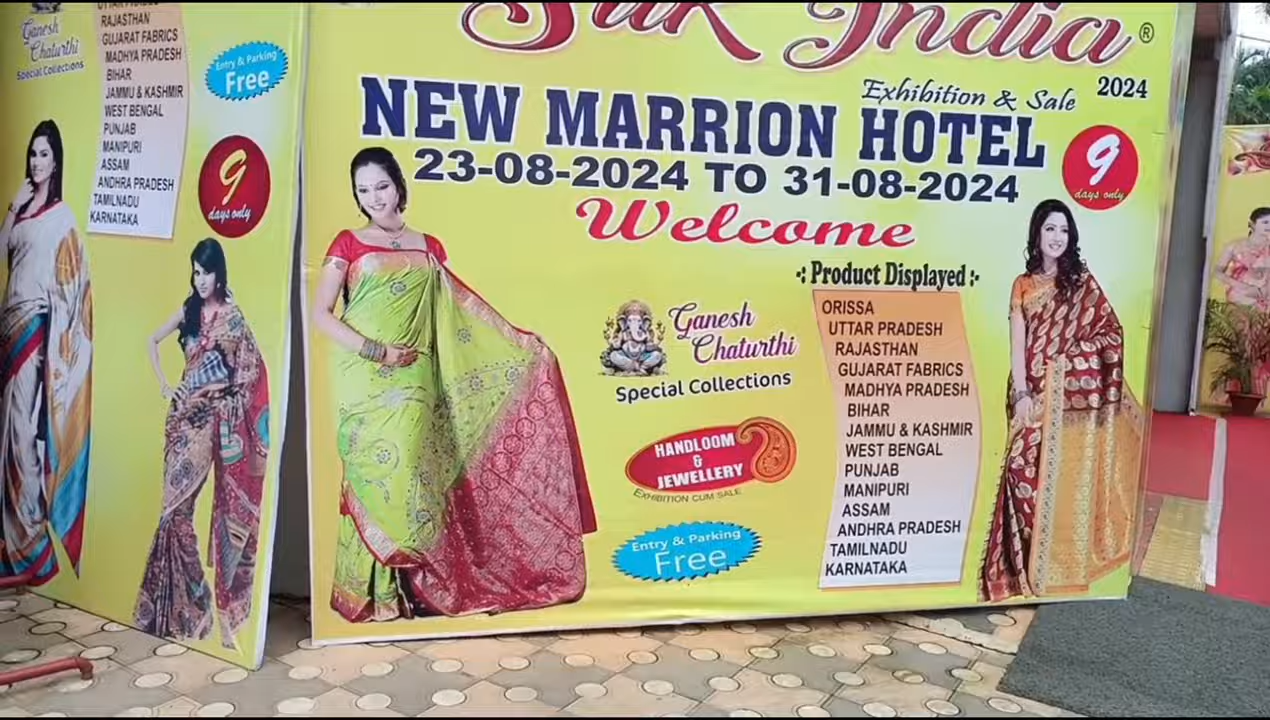 Ganesh
Chaturthi
Special Collections
UTTAR PRADESH
RAJASTHAN
GUJARAT FABRICS
MADHYA PRADESH
BIHAR
JAMMU & KASHMIR
WEST BENGAL
PUNJAB
MANIPURI
ASSAM
ANDHRA PRADESH
TAMILNADU
KARNATAKA
Entry & Parking
Free
9
days only
Silk India ®
2024
Exhibition & Sale
NEW MARRION HOTEL
23-08-2024 TO 31-08-2024
9
days only
Welcome
-: Product Displayed :-
ORISSA
UTTAR PRADESH
RAJASTHAN
GUJARAT FABRICS
MADHYA PRADESH
BIHAR
JAMMU & KASHMIR
WEST BENGAL
PUNJAB
MANIPURI
ASSAM
ANDHRA PRADESH
TAMILNADU
KARNATAKA
Ganesh
Chaturthi
Special Collections
HANDLOOM
&
JEWELLERY
EXHIBITION CUM SALE
Entry & Parking
Free